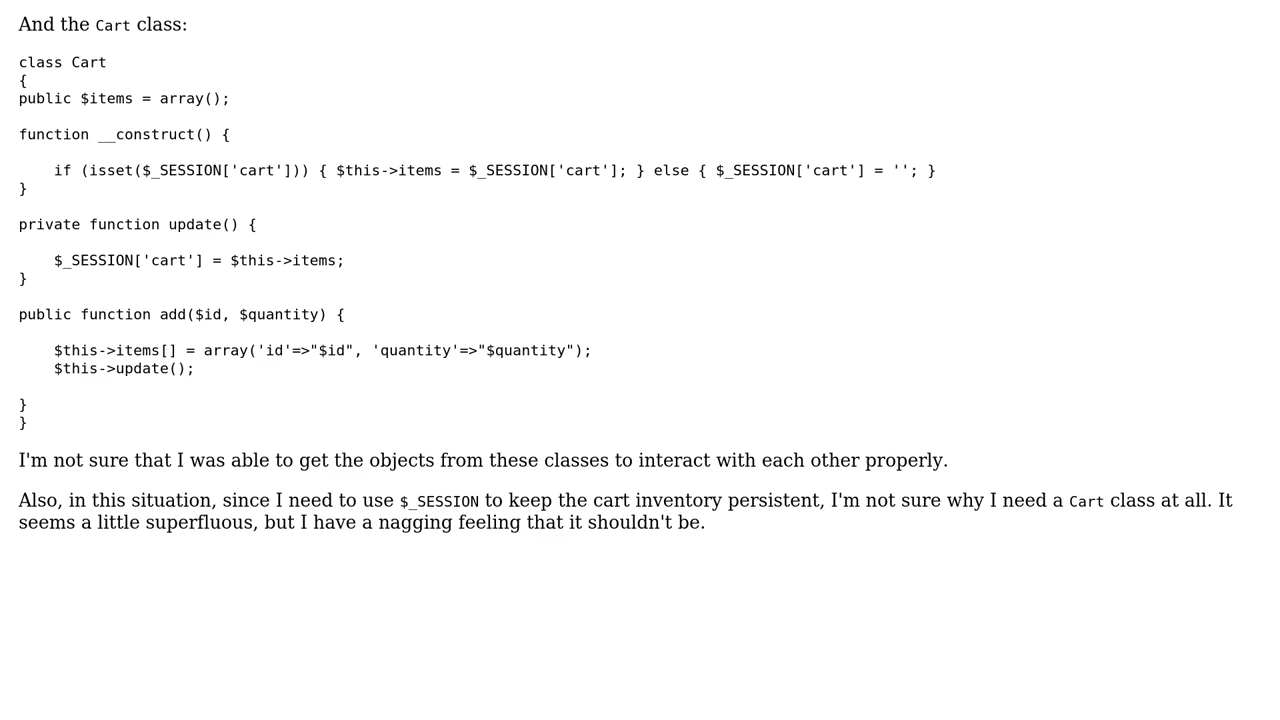 And the Cart class:
class Cart
{
public $items = array();
function __construct() {
    if (isset($_SESSION['cart'])) { $this->items = $_SESSION['cart']; } else { $_SESSION['cart'] = ''; }
}
private function update() {
    $_SESSION['cart'] = $this->items;
}
public function add($id, $quantity) {
    $this->items[] = array('id'=>"$id", 'quantity'=>"$quantity");
    $this->update();
}
}
I'm not sure that I was able to get the objects from these classes to interact with each other properly.
Also, in this situation, since I need to use $_SESSION to keep the cart inventory persistent, I'm not sure why I need a Cart class at all. It
seems a little superfluous, but I have a nagging feeling that it shouldn't be.